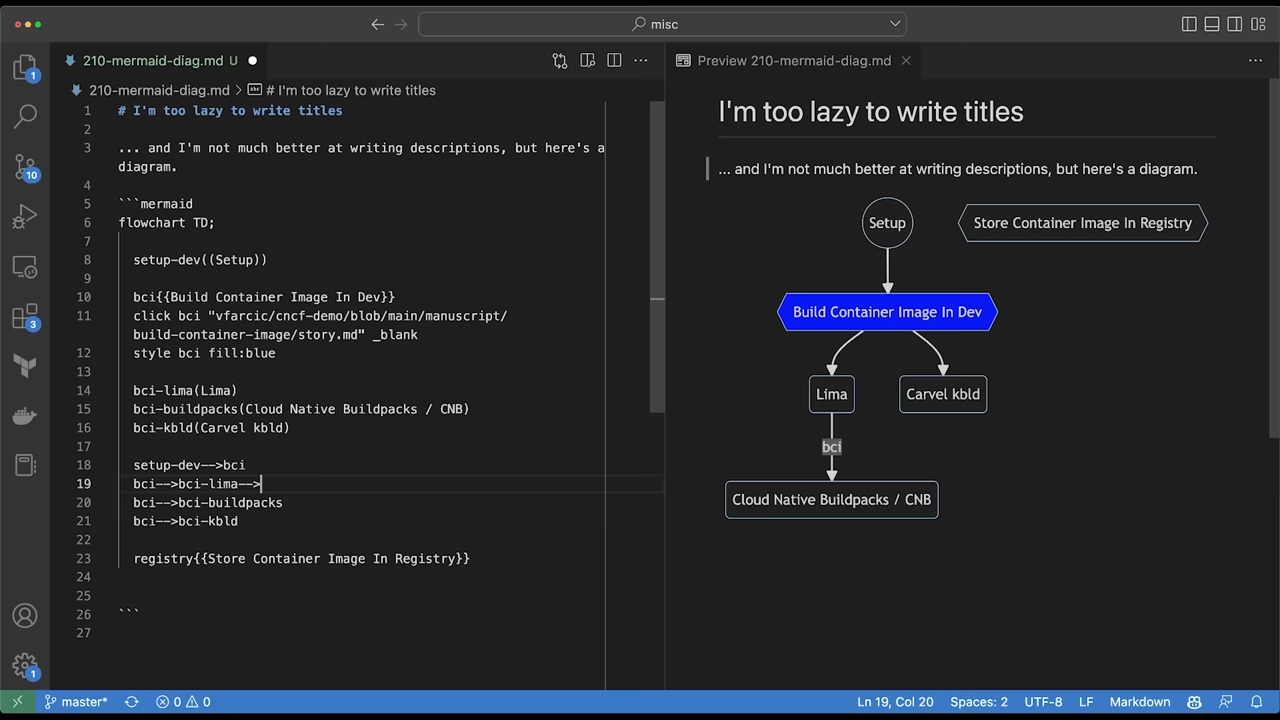 misc
210-mermaid-diag.md U
Preview 210-mermaid-diag.md
210-mermaid-diag.md > # I'm too lazy to write titles
1 # I'm too lazy to write titles
2
3 ... and I'm not much better at writing descriptions, but here's a
diagram.
4
5 ```mermaid
6 flowchart TD;
7
8 setup-dev((Setup))
9
10 bci{{Build Container Image In Dev}}
11 click bci "vfarcic/cncf-demo/blob/main/manuscript/
build-container-image/story.md" _blank
12 style bci fill:blue
13
14 bci-lima(Lima)
15 bci-buildpacks(Cloud Native Buildpacks / CNB)
16 bci-kbld(Carvel kbld)
17
18 setup-dev-->bci
19 bci-->bci-lima-->
20 bci-->bci-buildpacks
21 bci-->bci-kbld
22
23 registry{{Store Container Image In Registry}}
24
25
26 ```
27
I'm too lazy to write titles
... and I'm not much better at writing descriptions, but here's a diagram.
Setup
Store Container Image In Registry
Build Container Image In Dev
Lima
Carvel kbld
bci
Cloud Native Buildpacks / CNB
1
10
3
1
master*
0
0
Ln 19, Col 20
Spaces: 2
UTF-8
LF
Markdown